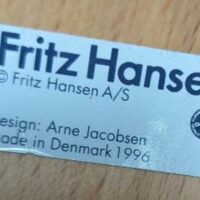 Fritz Hanse
© Fritz Hansen A/S
esign: Arne Jacobsen
ade in Denmark 1996